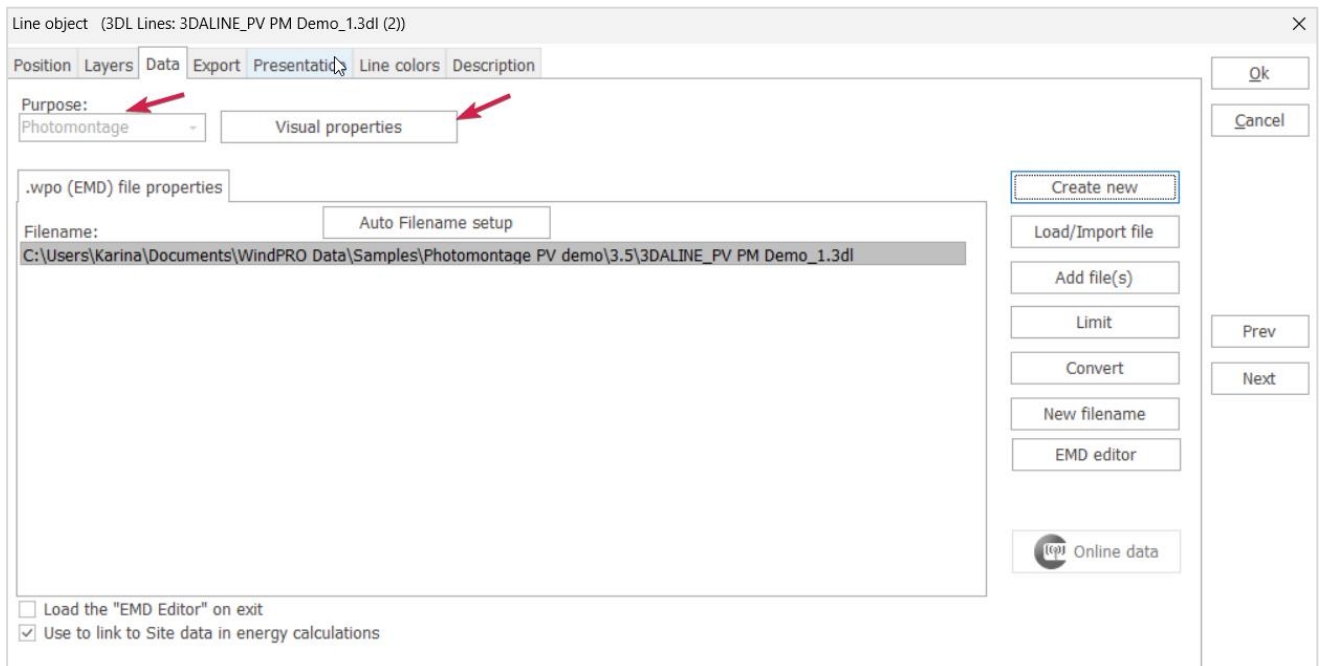 Line object (3DL Lines: 3DALINE_PV PM Demo_1.3dl (2))
Position Layers Data Export Presentation Line colors Description
Ok
Cancel
Purpose:
Photomontage
Visual properties
.wpo (EMD) file properties
Filename:
Auto Filename setup
C:\Users\Karina\Documents\WindPRO Data\Samples\Photomontage PV demo\3.5\3DALINE_PV PM Demo_1.3dl
Create new
Load/Import file
Add file(s)
Limit
Convert
New filename
EMD editor
Online data
Prev
Next
Load the "EMD Editor" on exit
Use to link to Site data in energy calculations